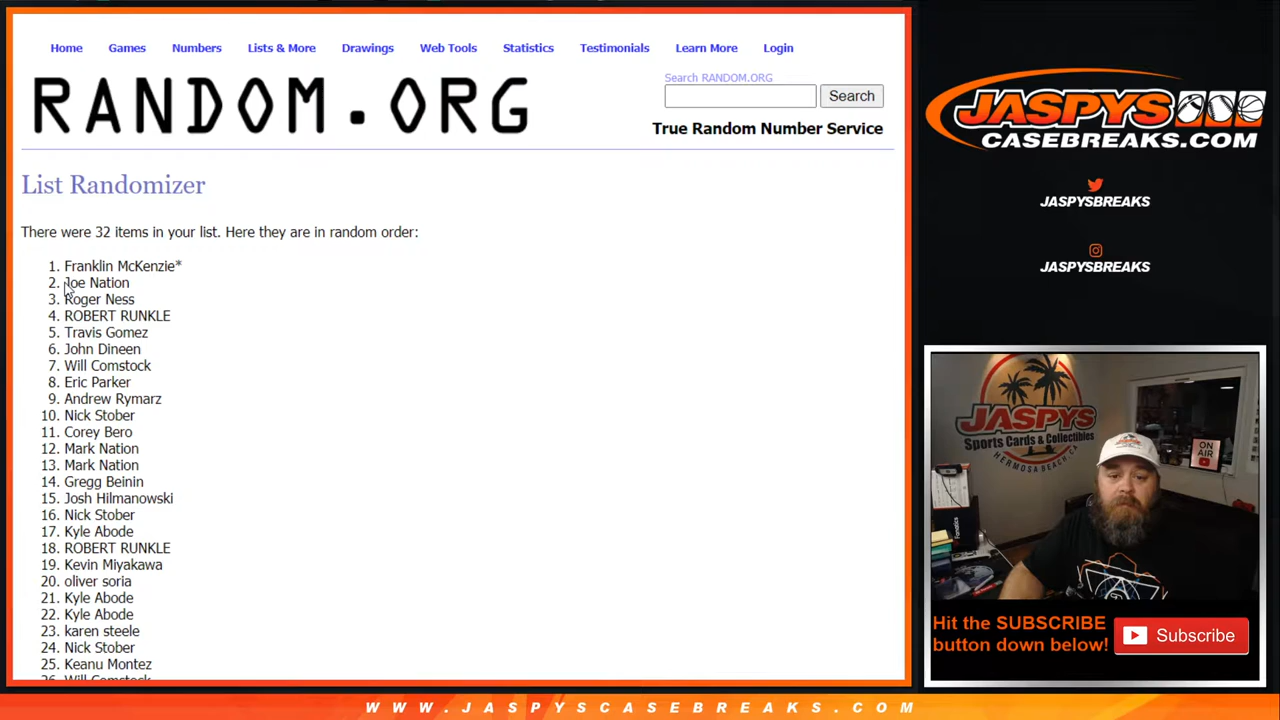 Home Games Numbers Lists & More Drawings Web Tools Statistics Testimonials Learn More Login
RANDOM.ORG
Search RANDOM.ORG
Search
True Random Number Service
List Randomizer
There were 32 items in your list. Here they are in random order:
1. Franklin McKenzie*
2. Joe Nation
3. Roger Ness
4. ROBERT RUNKLE
5. Travis Gomez
6. John Dineen
7. Will Comstock
8. Eric Parker
9. Andrew Rymarz
10. Nick Stober
11. Corey Bero
12. Mark Nation
13. Mark Nation
14. Gregg Beinin
15. Josh Hilmanowski
16. Nick Stober
17. Kyle Abode
18. ROBERT RUNKLE
19. Kevin Miyakawa
20. oliver soria
21. Kyle Abode
22. Kyle Abode
23. karen steele
24. Nick Stober
25. Keanu Montez
26. Will Comstock
JASPYS
CASEBREAKS.COM
JASPYSBREAKS
JASPYSBREAKS
JASPYS
Sports Cards & Collectibles
HERMOSA BEACH, CA
ON
AIR
Fanatics
Hit the SUBSCRIBE
button down below!
Subscribe
WWW.JASPYSCASEBREAKS.COM